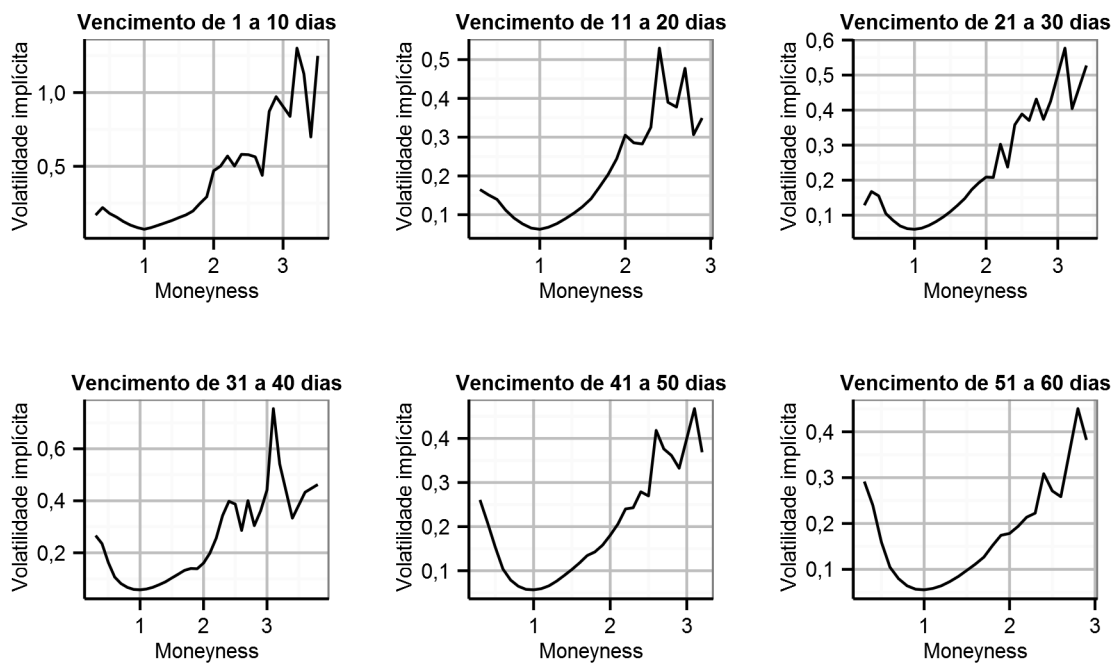 Vencimento de 1 a 10 dias
Volatilidade implícita
1,0
0,5
1 2 3
Moneyness
Vencimento de 11 a 20 dias
Volatilidade implícita
0,5
0,4
0,3
0,2
0,1
1 2 3
Moneyness
Vencimento de 21 a 30 dias
Volatilidade implícita
0,6
0,5
0,4
0,3
0,2
0,1
1 2 3
Moneyness
Vencimento de 31 a 40 dias
Volatilidade implícita
0,6
0,4
0,2
1 2 3
Moneyness
Vencimento de 41 a 50 dias
Volatilidade implícita
0,4
0,3
0,2
0,1
1 2 3
Moneyness
Vencimento de 51 a 60 dias
Volatilidade implícita
0,4
0,3
0,2
0,1
1 2 3
Moneyness